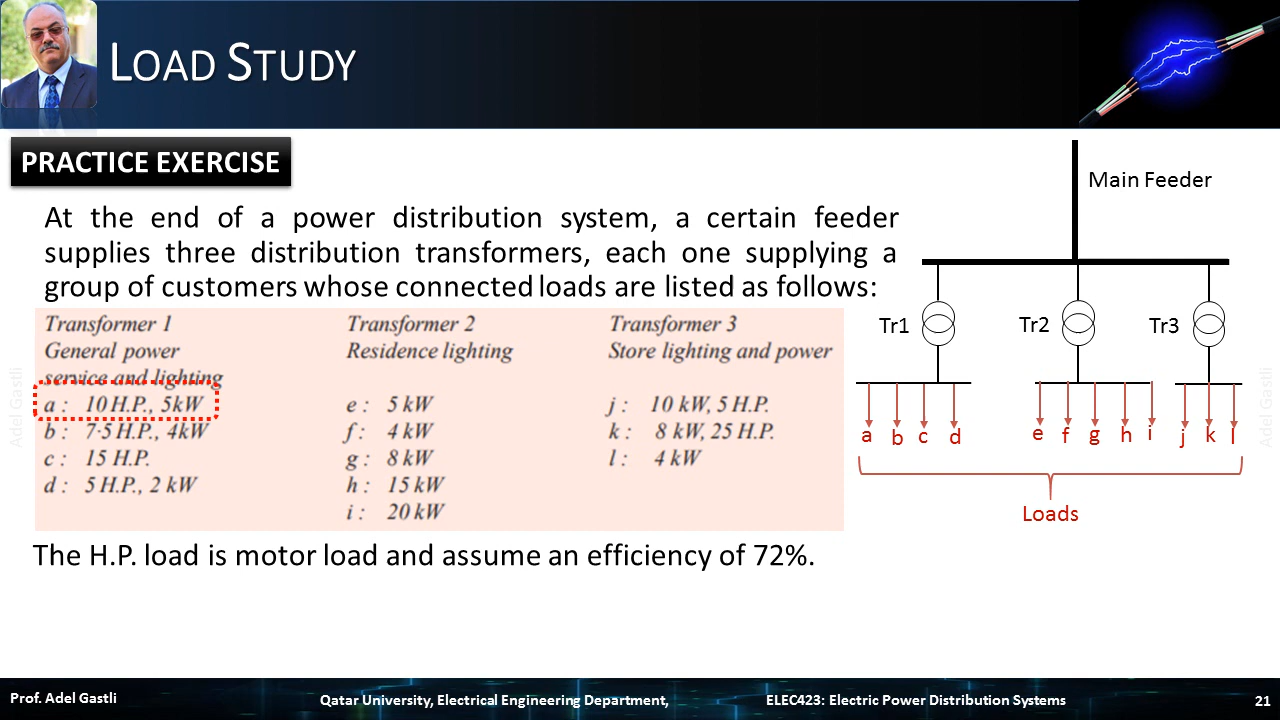 LOAD STUDY
PRACTICE EXERCISE
At the end of a power distribution system, a certain feeder
supplies three distribution transformers, each one supplying a
group of customers whose connected loads are listed as follows:
Transformer 1 Transformer 2 Transformer 3
General power Residence lighting Store lighting and power
service and lighting
a : 10 H.P., 5kW e : 5 kW j : 10 kW, 5 H.P.
b : 7·5 H.P., 4kW f : 4 kW k : 8 kW, 25 H.P.
c : 15 H.P. g : 8 kW l : 4 kW
d : 5 H.P., 2 kW h : 15 kW
i : 20 kW
The H.P. load is motor load and assume an efficiency of 72%.
Main Feeder
Tr1 Tr2 Tr3
a b c d e f g h i j k l
Loads
Adel Gastli
Adel Gastli
Prof. Adel Gastli Qatar University, Electrical Engineering Department, ELEC423: Electric Power Distribution Systems 21